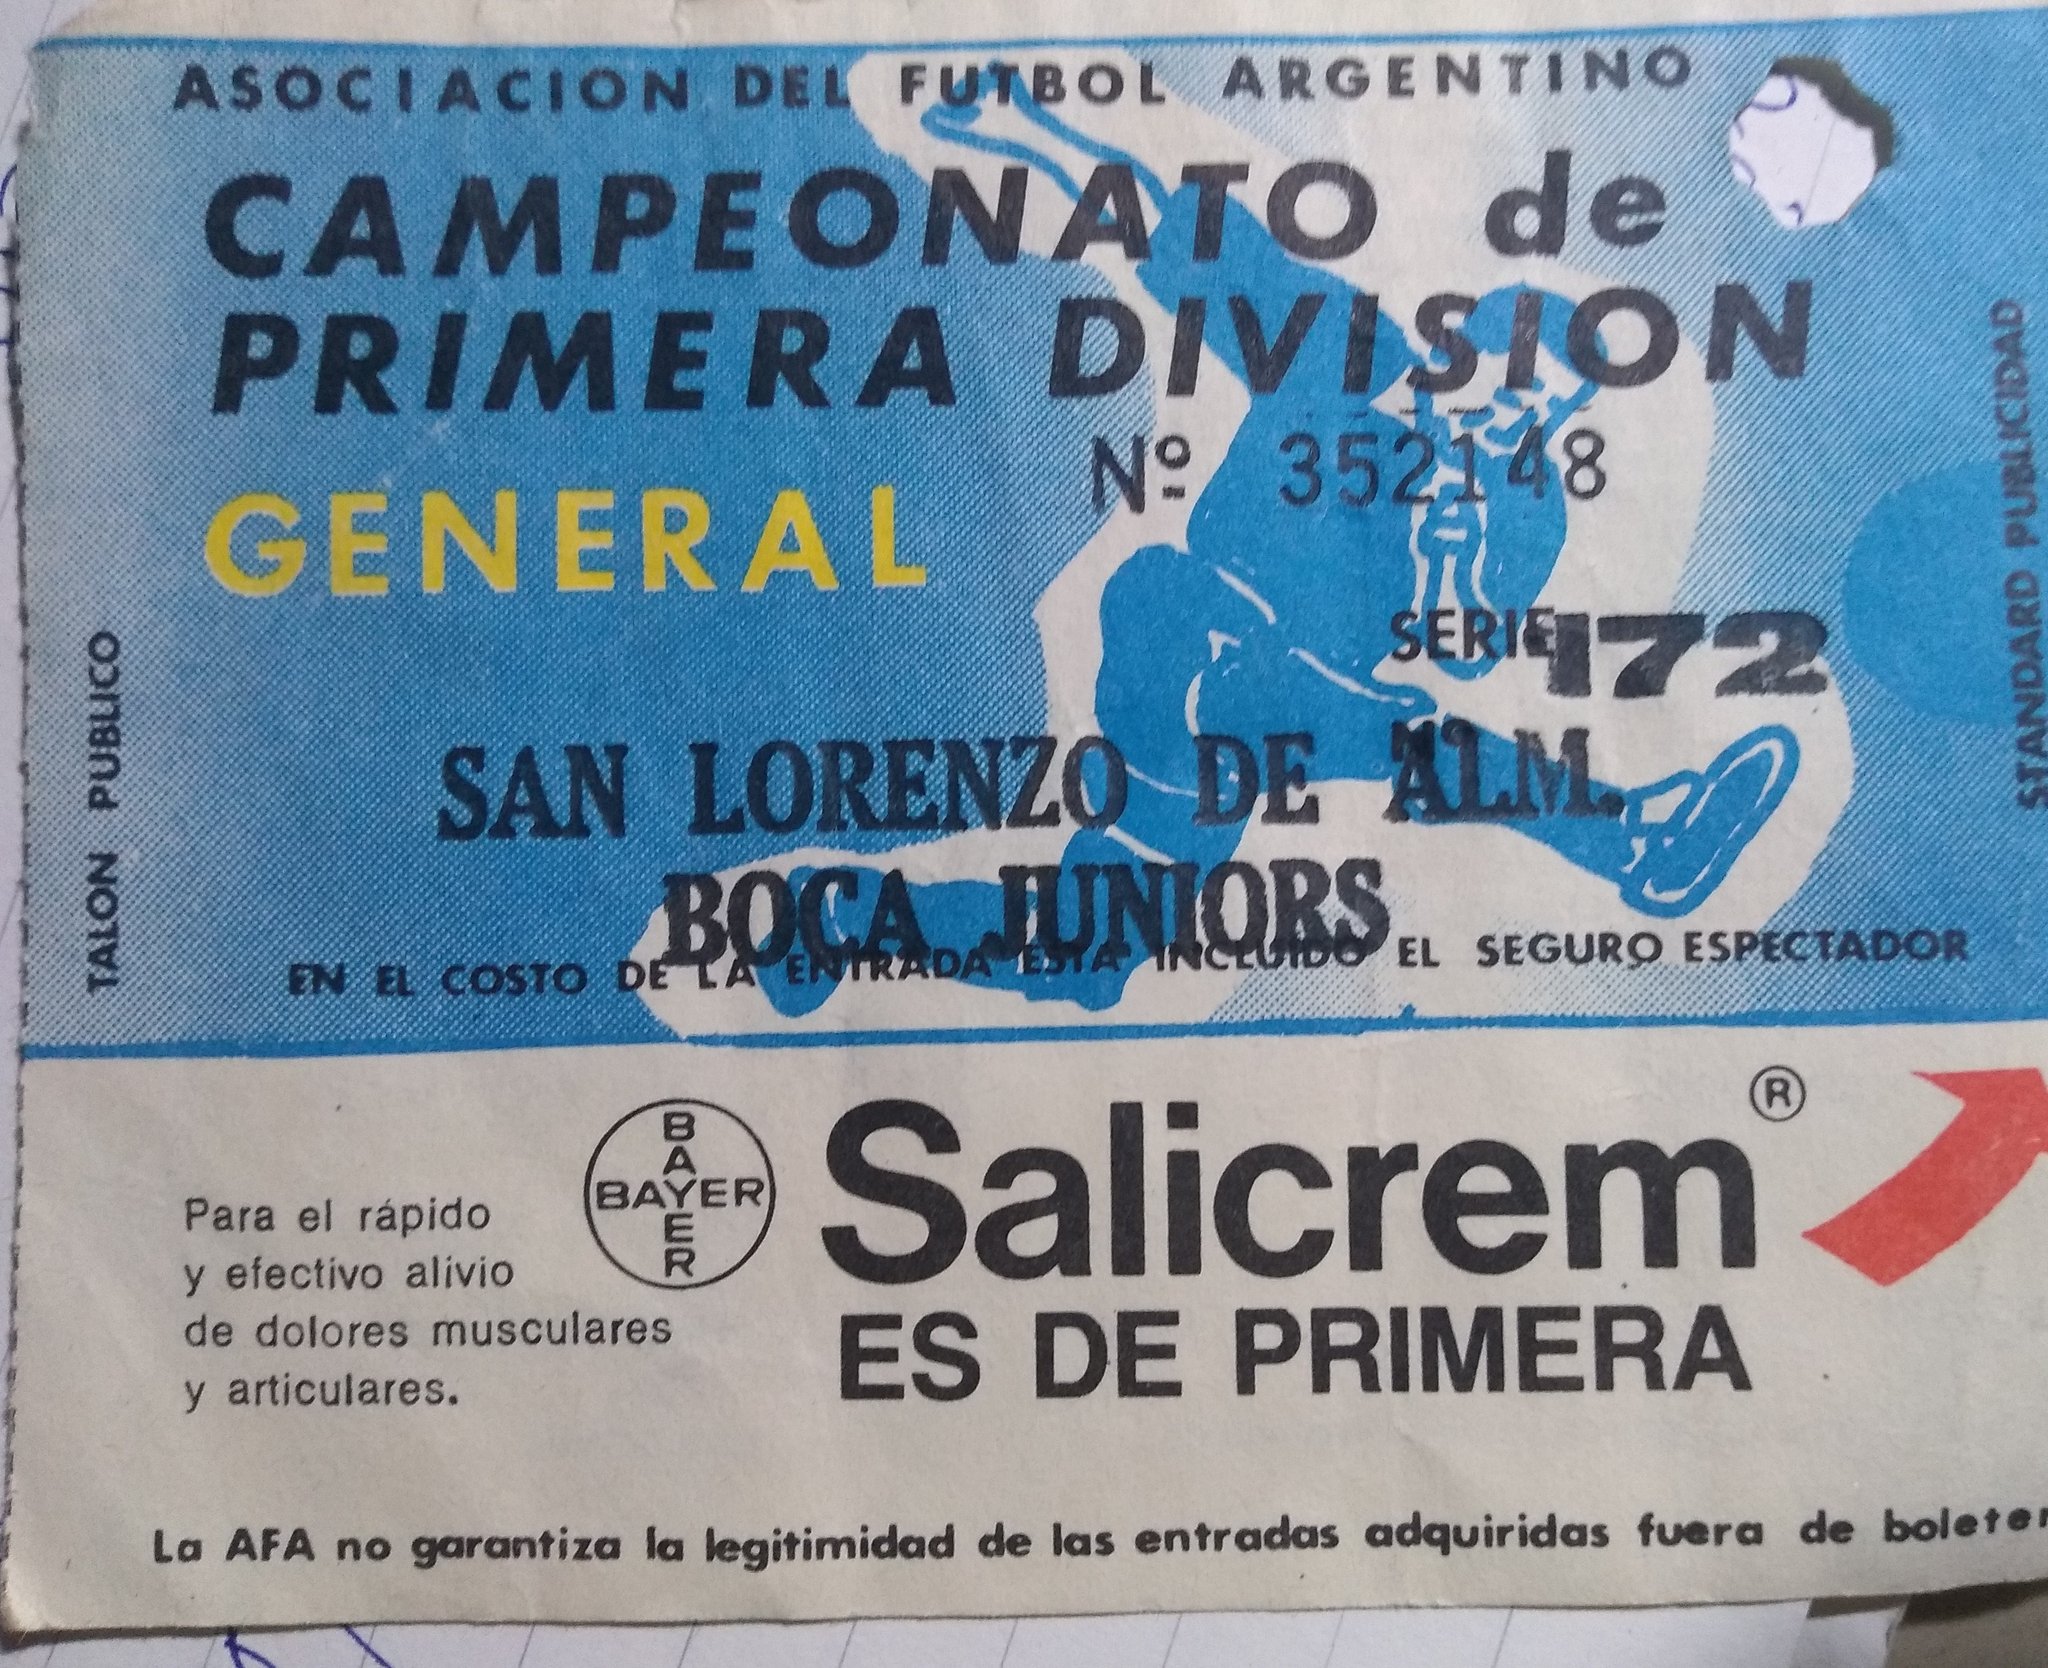 ASOCIACION DEL FUTBOL ARGENTINO
CAMPEONATO de
PRIMERA DIVISION
Nº 352148
GENERAL
SERIE 172
SAN LORENZO DE ALM.
BOCA JUNIORS
EN EL COSTO DE LA ENTRADA ESTA INCLUIDO EL SEGURO ESPECTADOR
TALON PUBLICO
STANDARD PUBLICIDAD
BAYER
BAYER
Salicrem®
ES DE PRIMERA
Para el rápido
y efectivo alivio
de dolores musculares
y articulares.
La AFA no garantiza la legitimidad de las entradas adquiridas fuera de boleter